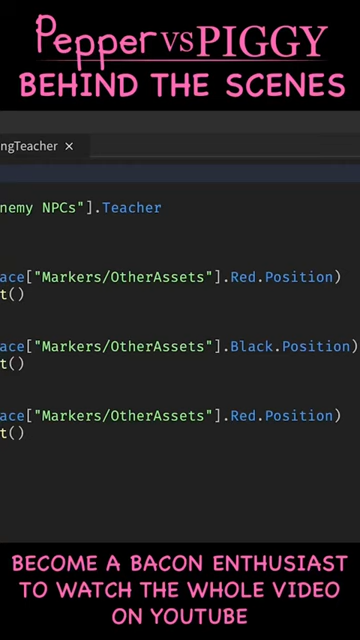 Pepper vs PIGGY
BEHIND THE SCENES
ngTeacher ×
nemy NPCs"].Teacher
ace["Markers/OtherAssets"].Red.Position)
t()
ace["Markers/OtherAssets"].Black.Position)
t()
ace["Markers/OtherAssets"].Red.Position)
t()
BECOME A BACON ENTHUSIAST
TO WATCH THE WHOLE VIDEO
ON YOUTUBE